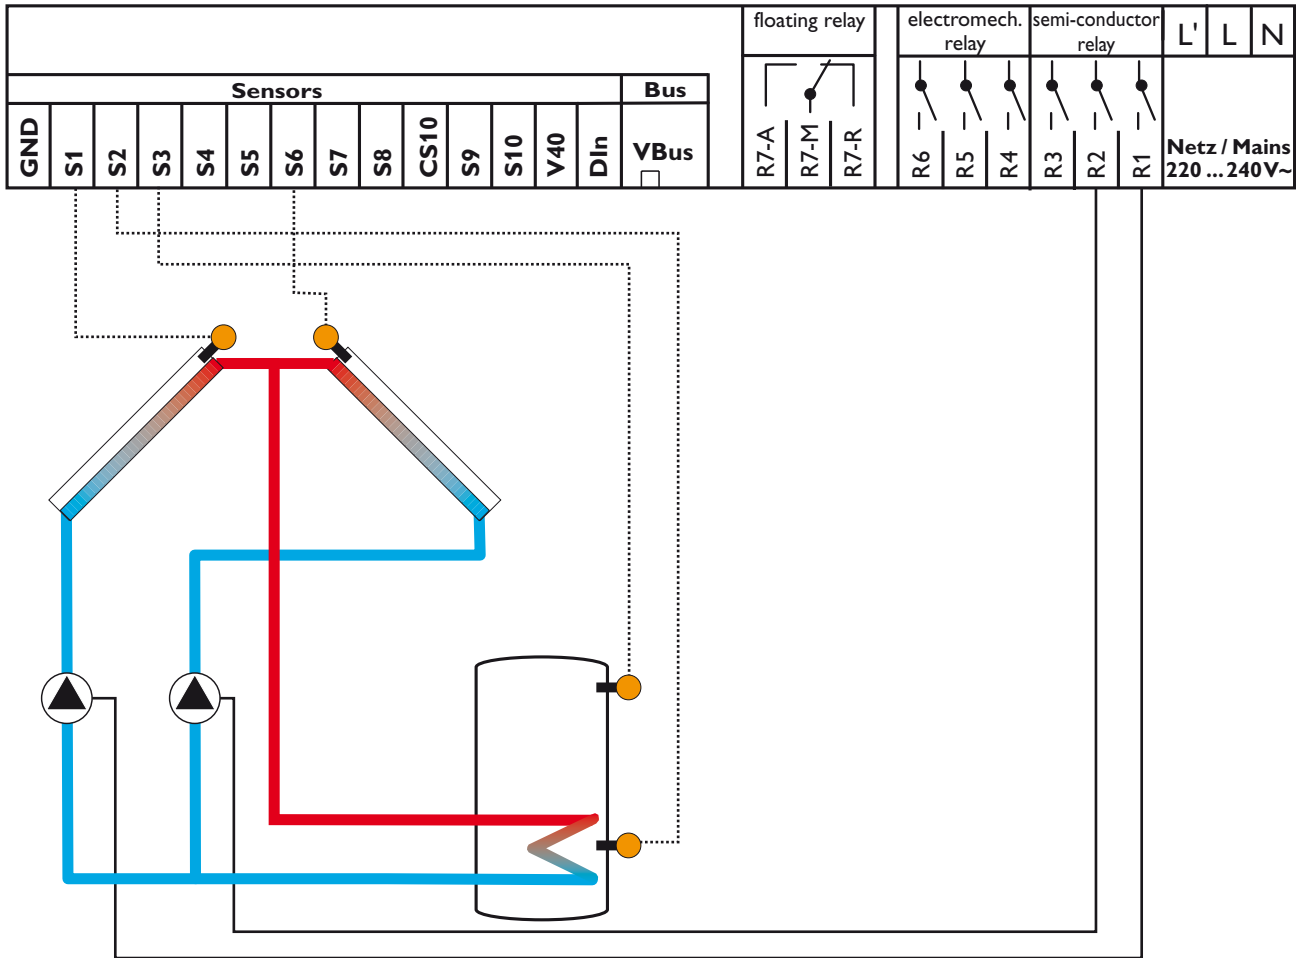 floating relay
electromech.
relay
semi-conductor
relay
L'
L
N
Sensors
Bus
GND
S1
S2
S3
S4
S5
S6
S7
S8
CS10
S9
S10
V40
DIn
VBus
R7-A
R7-M
R7-R
R6
R5
R4
R3
R2
R1
Netz / Mains
220 ... 240 V~